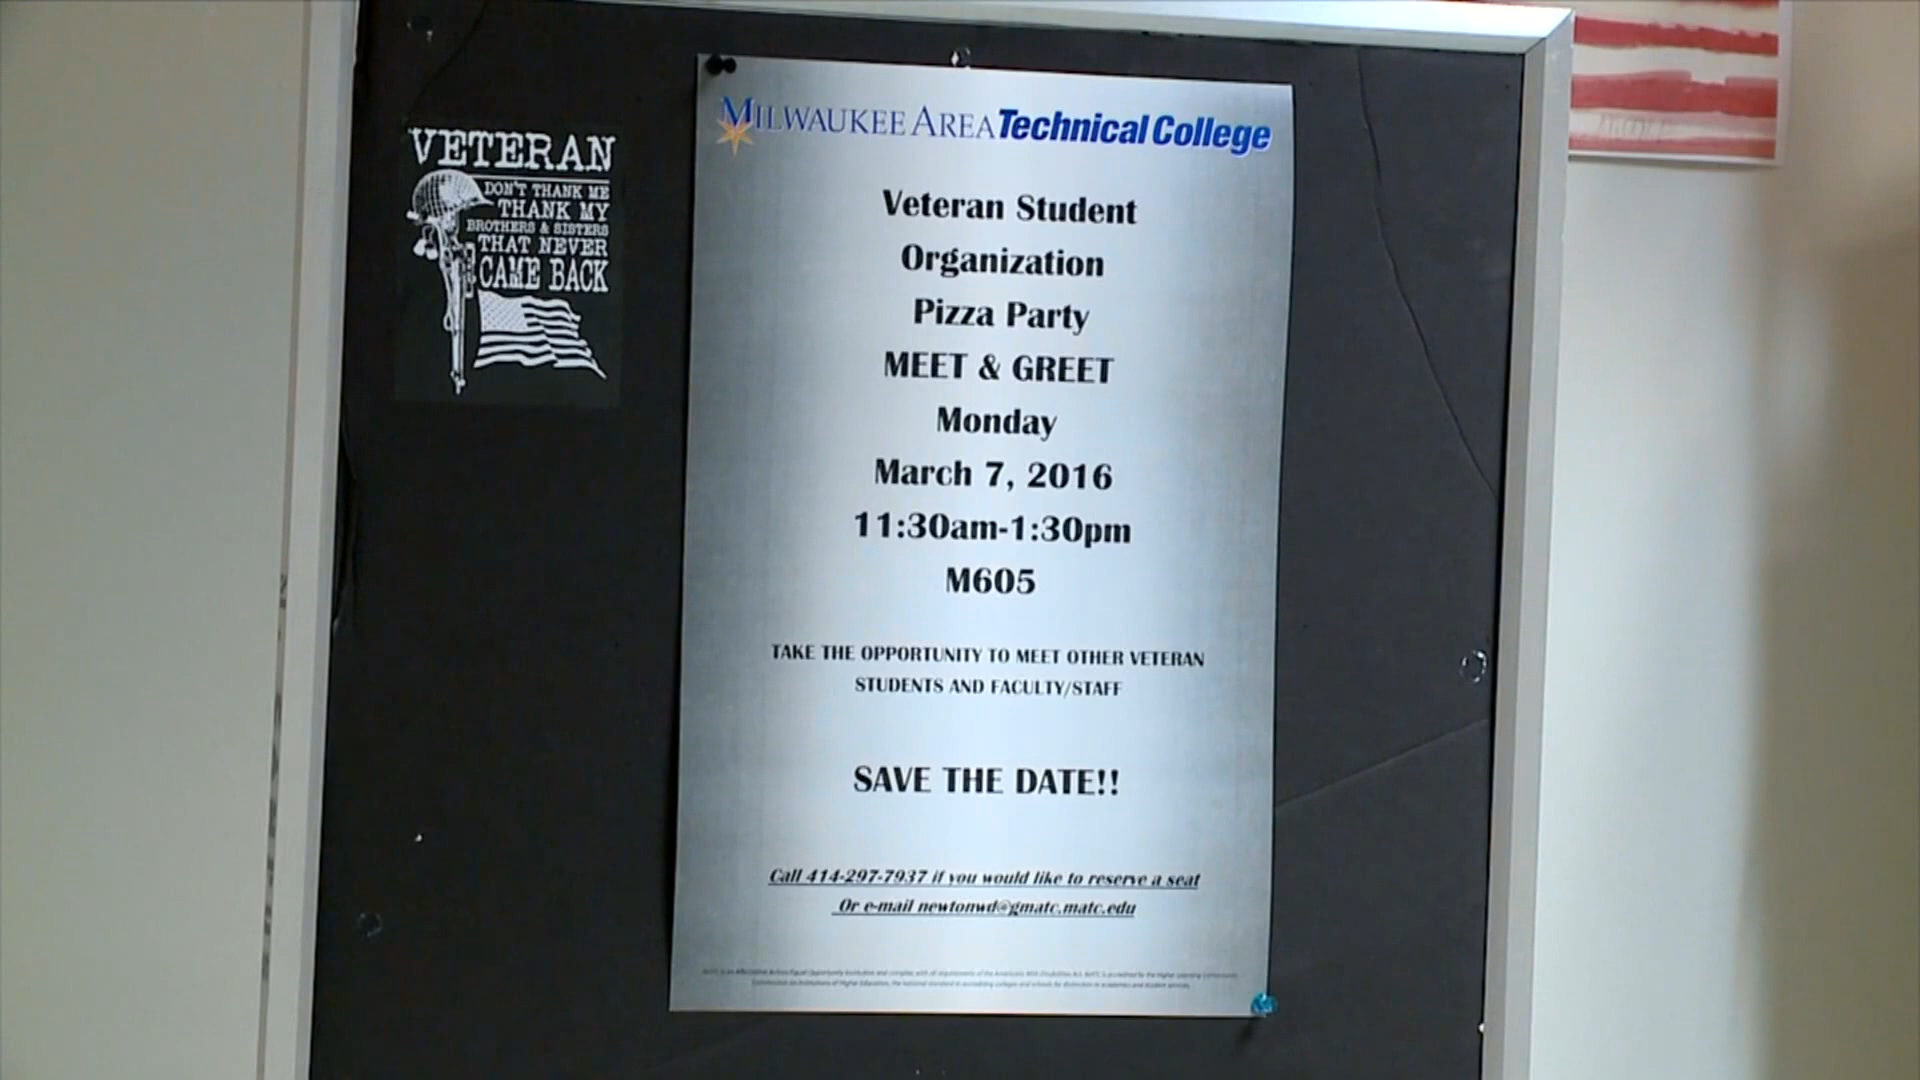 VETERAN
DON'T THANK ME
THANK MY
BROTHERS & SISTERS
THAT NEVER
CAME BACK
MILWAUKEE AREA Technical College
Veteran Student
Organization
Pizza Party
MEET & GREET
Monday
March 7, 2016
11:30am-1:30pm
M605
TAKE THE OPPORTUNITY TO MEET OTHER VETERAN
STUDENTS AND FACULTY/STAFF
SAVE THE DATE!!
Call 414-297-7937 if you would like to reserve a seat
Or e-mail newtonwd@gmatc.matc.edu